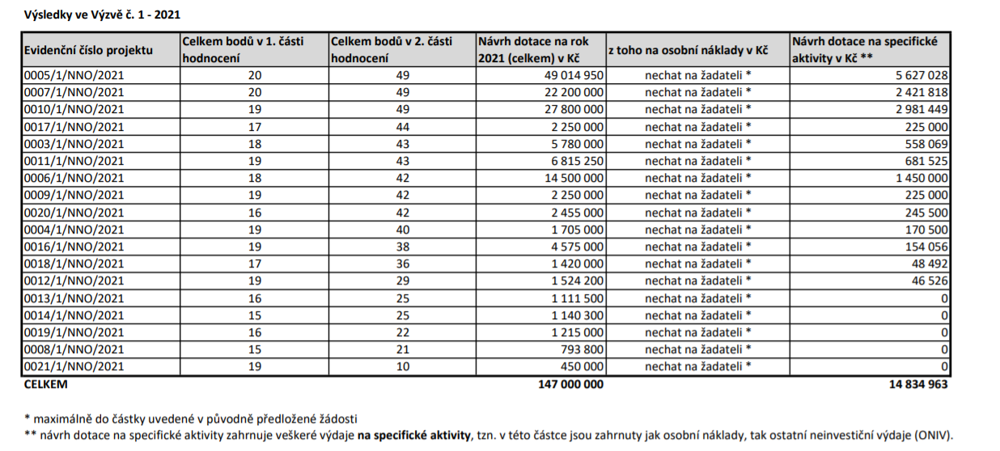 Výsledky ve Výzvě č. 1 - 2021
Evidenční číslo projektu | Celkem bodů v 1. části hodnocení | Celkem bodů v 2. části hodnocení | Návrh dotace na rok 2021 (celkem) v Kč | z toho na osobní náklady v Kč | Návrh dotace na specifické aktivity v Kč **
0005/1/NNO/2021 20 49 49 014 950 nechat na žadateli * 5 627 028
0007/1/NNO/2021 20 49 22 200 000 nechat na žadateli * 2 421 818
0010/1/NNO/2021 19 49 27 800 000 nechat na žadateli * 2 981 449
0017/1/NNO/2021 17 44 2 250 000 nechat na žadateli * 225 000
0003/1/NNO/2021 18 43 5 780 000 nechat na žadateli * 558 069
0011/1/NNO/2021 19 43 6 815 250 nechat na žadateli * 681 525
0006/1/NNO/2021 18 42 14 500 000 nechat na žadateli * 1 450 000
0009/1/NNO/2021 19 42 2 250 000 nechat na žadateli * 225 000
0020/1/NNO/2021 16 42 2 455 000 nechat na žadateli * 245 500
0004/1/NNO/2021 19 40 1 705 000 nechat na žadateli * 170 500
0016/1/NNO/2021 19 38 4 575 000 nechat na žadateli * 154 056
0018/1/NNO/2021 17 36 1 420 000 nechat na žadateli * 48 492
0012/1/NNO/2021 19 29 1 524 200 nechat na žadateli * 46 526
0013/1/NNO/2021 16 25 1 111 500 nechat na žadateli * 0
0014/1/NNO/2021 15 25 1 140 300 nechat na žadateli * 0
0019/1/NNO/2021 16 22 1 215 000 nechat na žadateli * 0
0008/1/NNO/2021 15 21 793 800 nechat na žadateli * 0
0021/1/NNO/2021 19 10 450 000 nechat na žadateli * 0
CELKEM 147 000 000 14 834 963
* maximálně do částky uvedené v původně předložené žádosti
** návrh dotace na specifické aktivity zahrnuje veškeré výdaje na specifické aktivity, tzn. v této částce jsou zahrnuty jak osobní náklady, tak ostatní neinvestiční výdaje (ONIV).